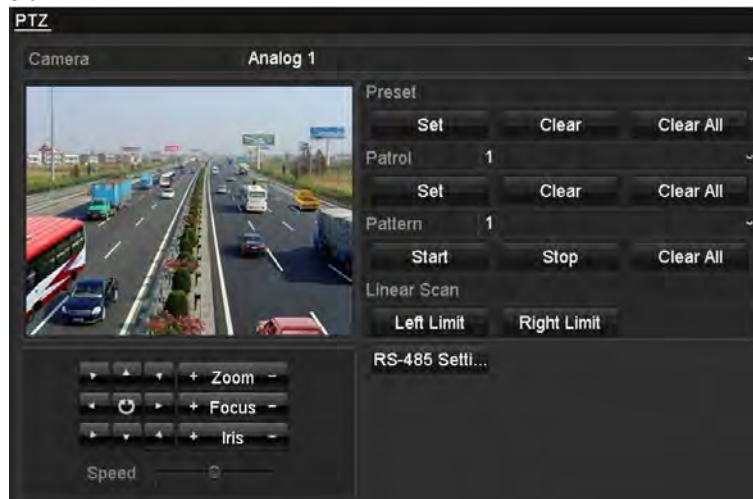 PTZ
Camera Analog 1
Preset
Set Clear Clear All
Patrol 1
Set Clear Clear All
Pattern 1
Start Stop Clear All
Linear Scan
Left Limit Right Limit
RS-485 Setti...
+ Zoom -
+ Focus -
+ Iris -
Speed